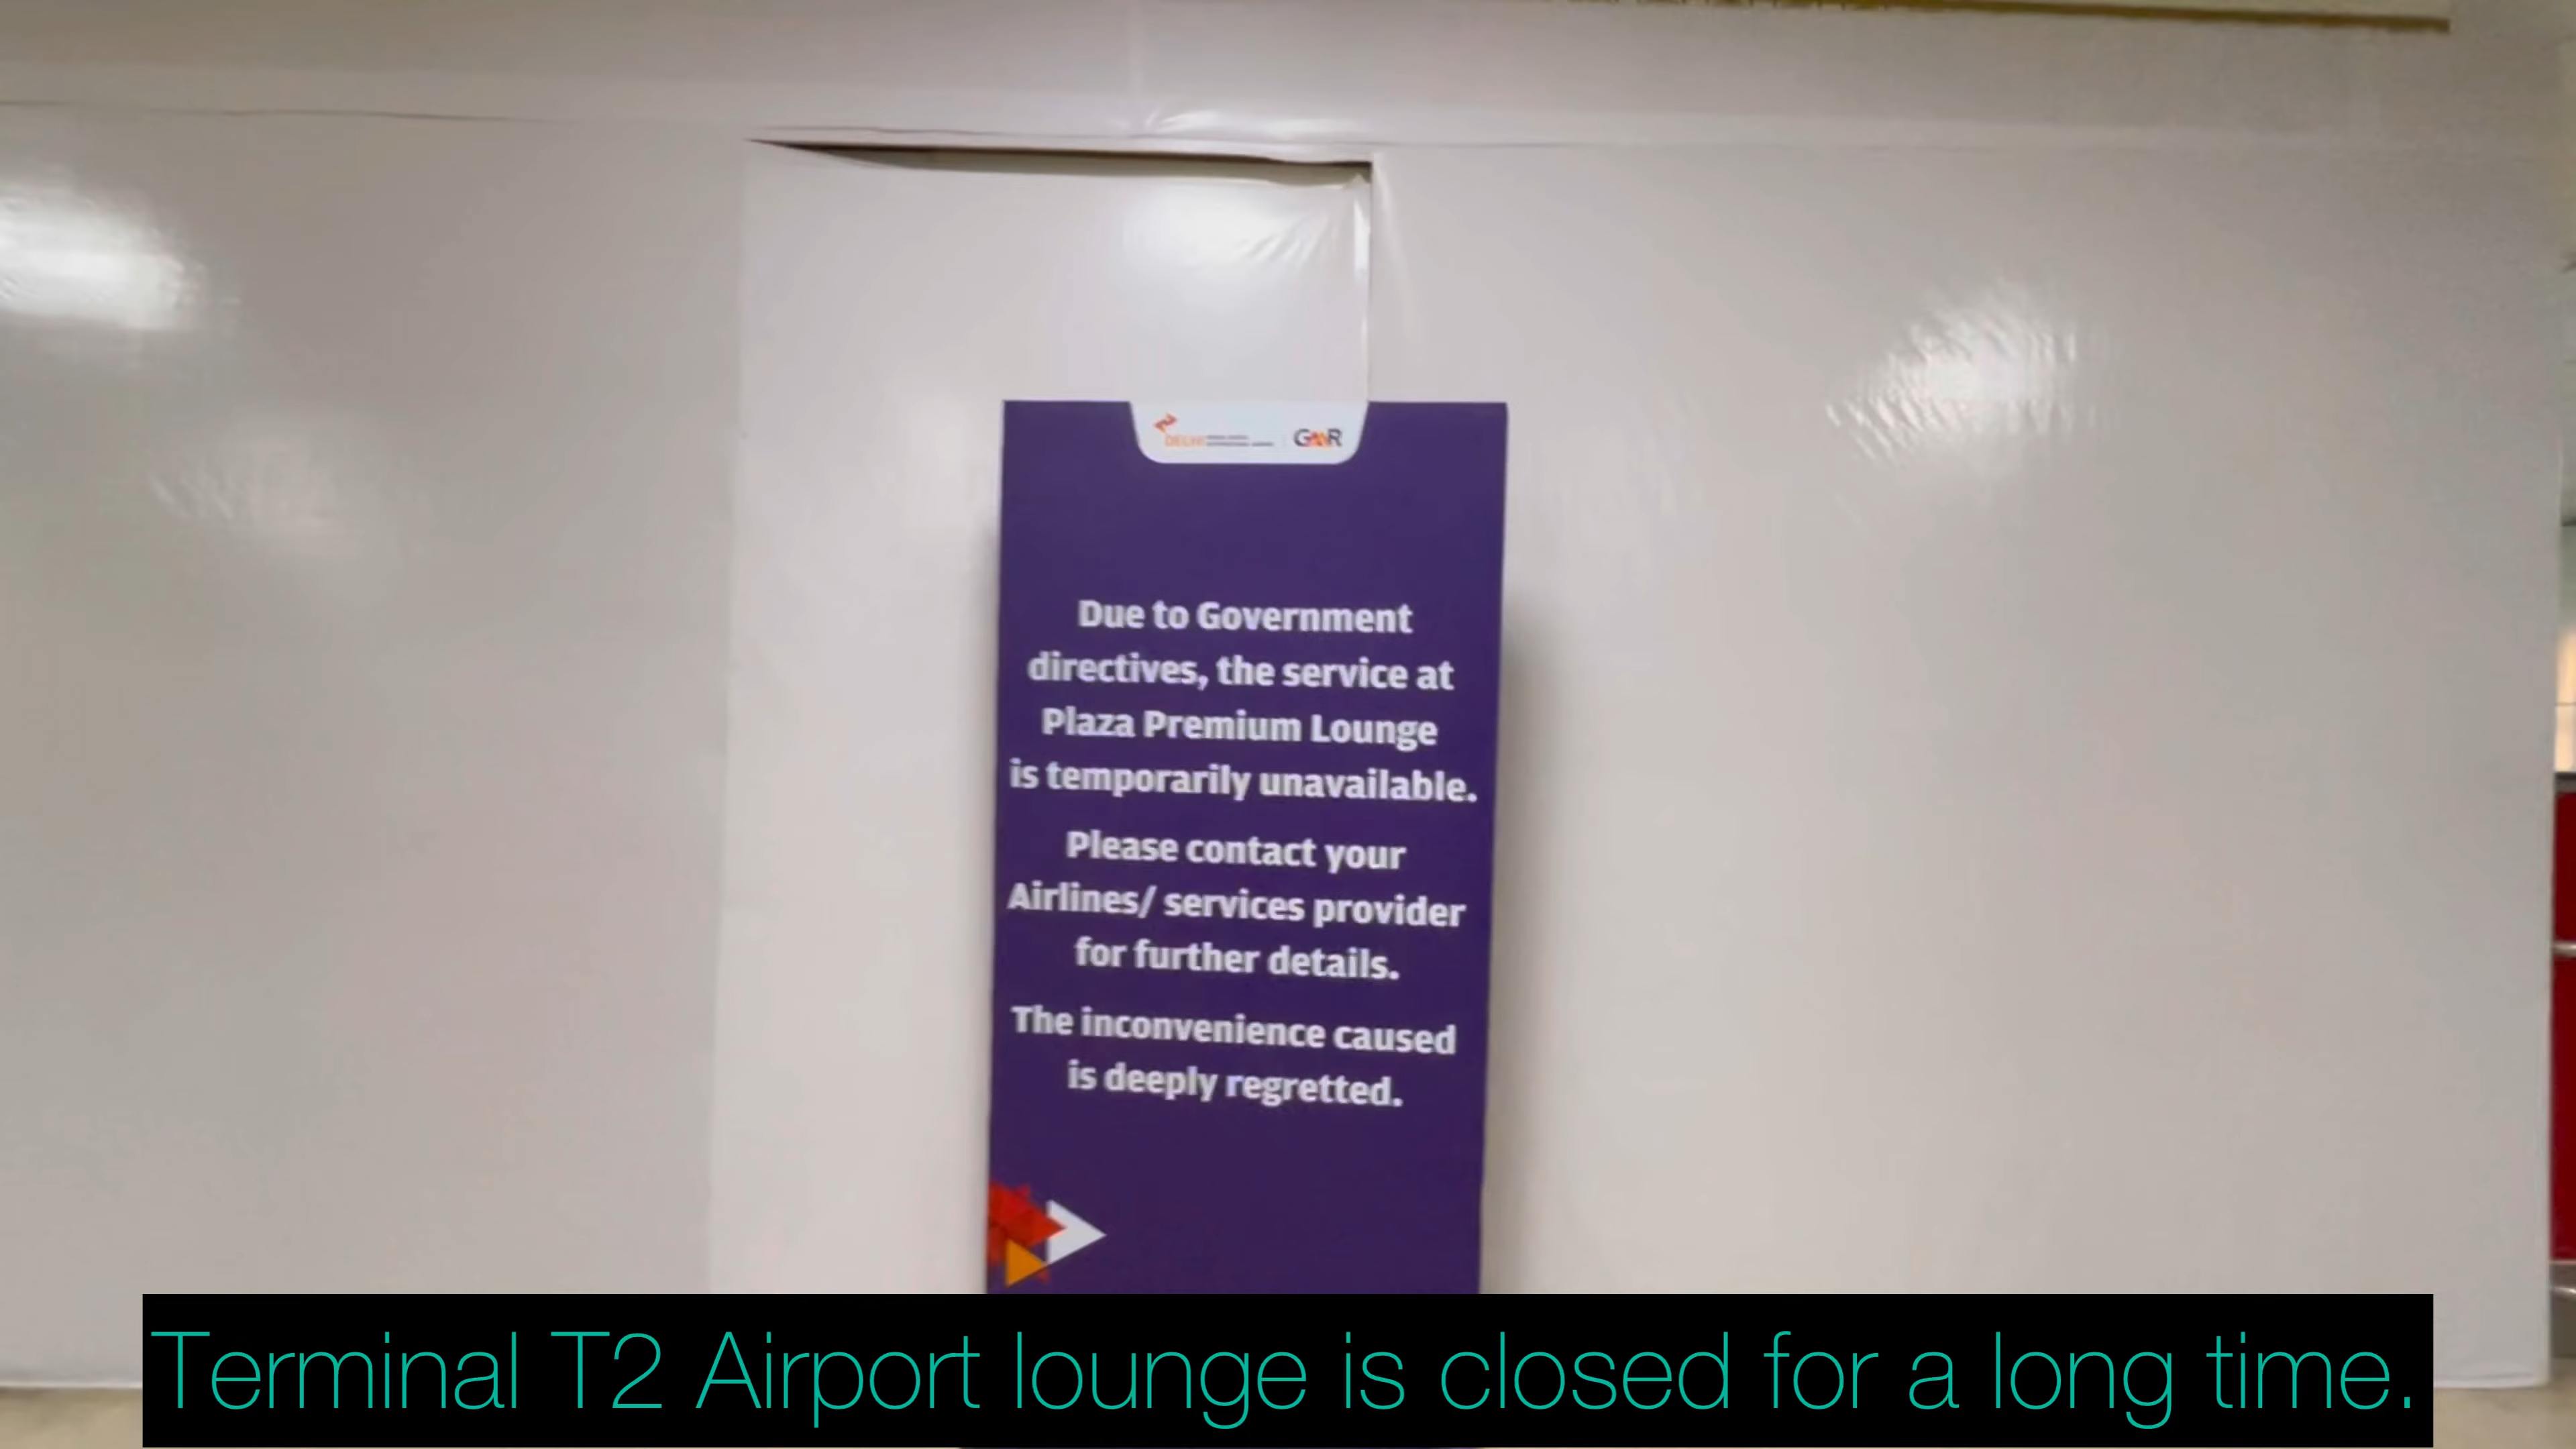 DELHI GMR
Due to Government
directives, the service at
Plaza Premium Lounge
is temporarily unavailable.
Please contact your
Airlines/ services provider
for further details.
The inconvenience caused
is deeply regretted.
Terminal T2 Airport lounge is closed for a long time.